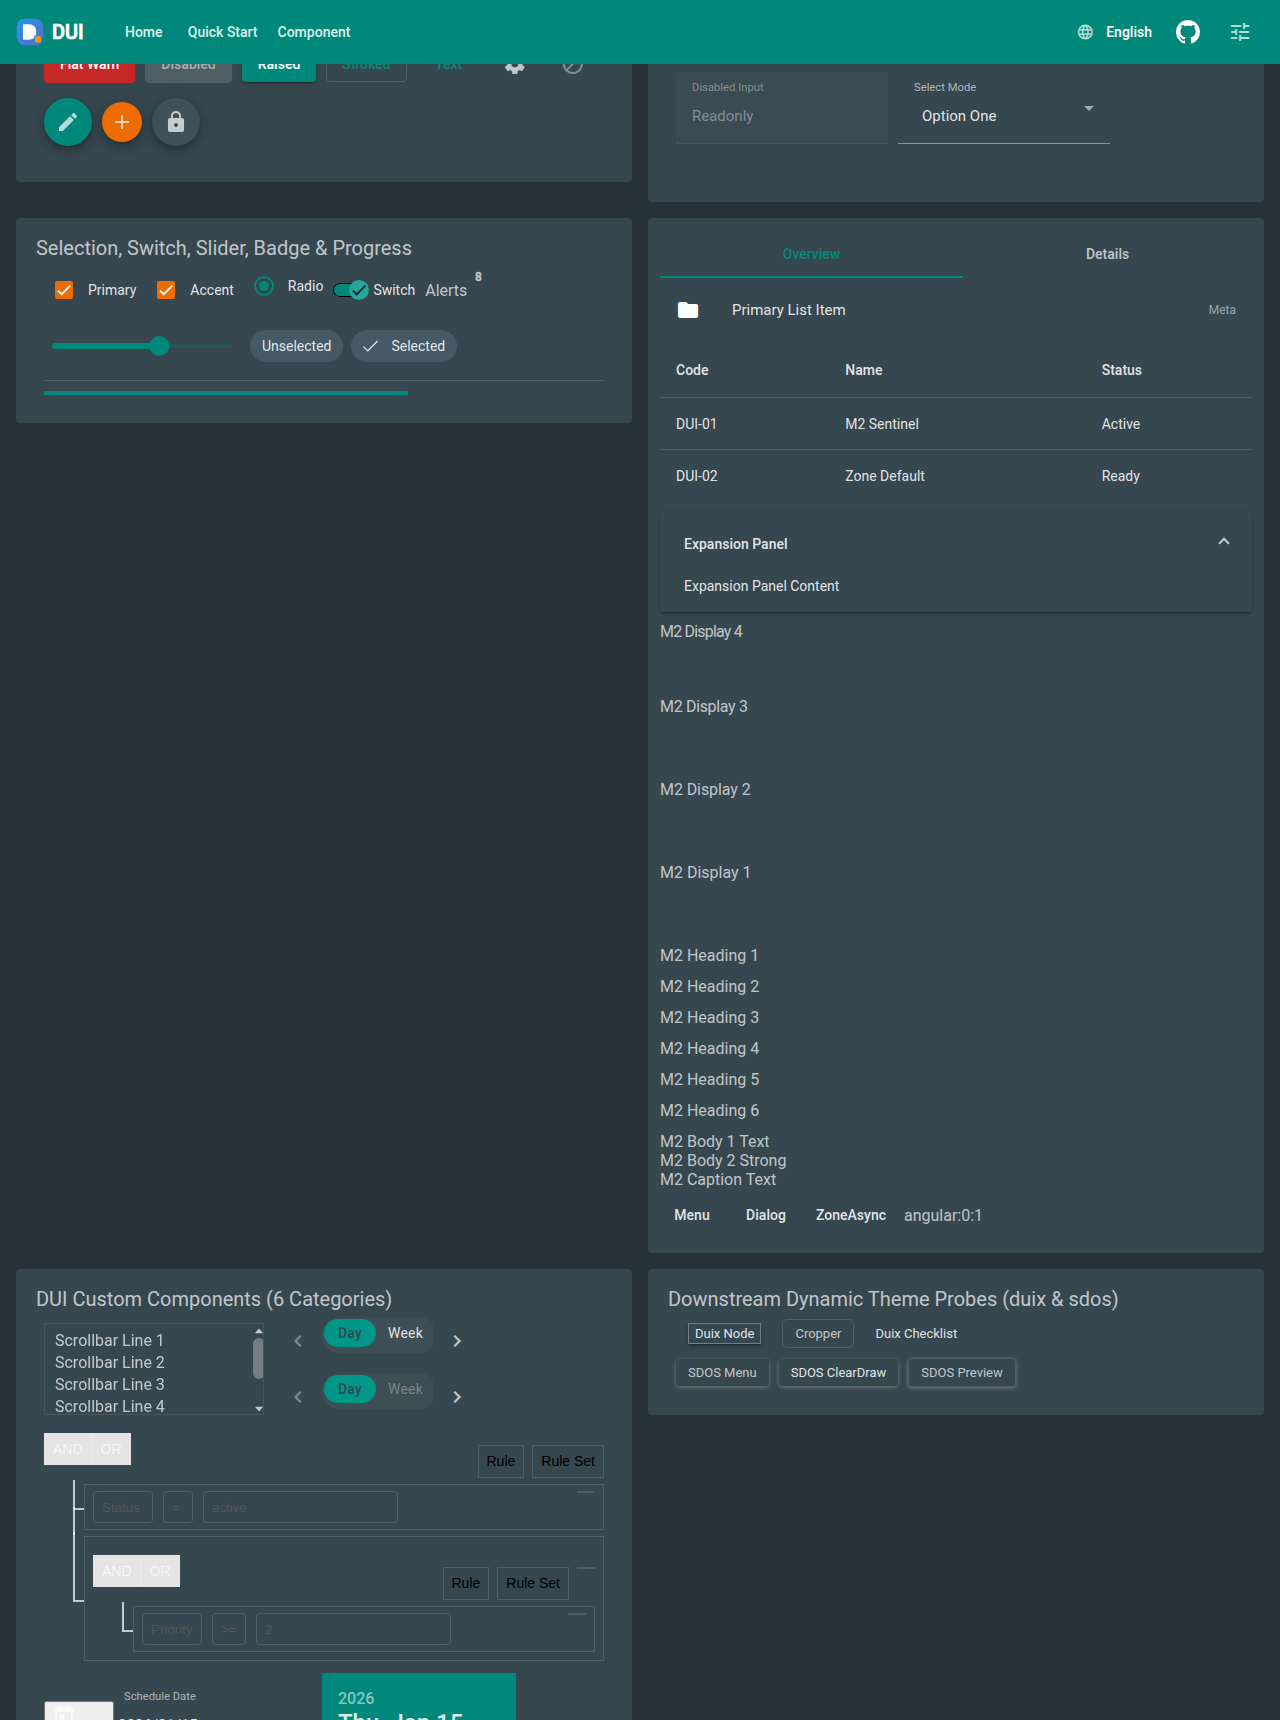 DUI Home Quick Start Component English
Flat Warn Disabled Raised Stroked Text
Disabled Input
Readonly
Select Mode
Option One
Selection, Switch, Slider, Badge & Progress
Primary Accent Radio Switch Alerts 8
Unselected Selected
Overview Details
Primary List Item Meta
Code Name Status
DUI-01 M2 Sentinel Active
DUI-02 Zone Default Ready
Expansion Panel
Expansion Panel Content
M2 Display 4
M2 Display 3
M2 Display 2
M2 Display 1
M2 Heading 1
M2 Heading 2
M2 Heading 3
M2 Heading 4
M2 Heading 5
M2 Heading 6
M2 Body 1 Text
M2 Body 2 Strong
M2 Caption Text
Menu Dialog ZoneAsync angular:0:1
DUI Custom Components (6 Categories)
Scrollbar Line 1
Scrollbar Line 2
Scrollbar Line 3
Scrollbar Line 4
Day Week
Day Week
AND OR
Rule Rule Set
Status = active
AND OR
Rule Rule Set
Priority >= 2
Schedule Date
2026
Thu, Jan 15
Downstream Dynamic Theme Probes (duix & sdos)
Duix Node Cropper Duix Checklist
SDOS Menu SDOS ClearDraw SDOS Preview